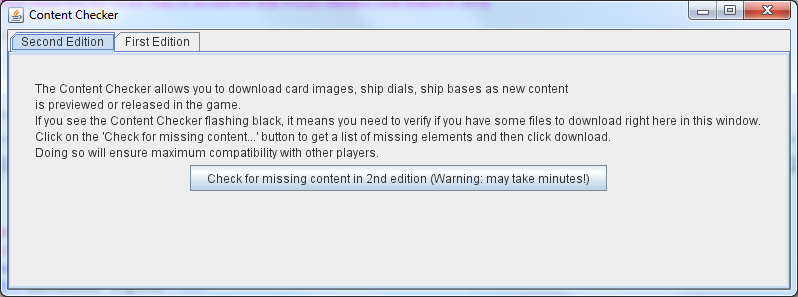 Content Checker
Second Edition
First Edition
The Content Checker allows you to download card images, ship dials, ship bases as new content
is previewed or released in the game.
If you see the Content Checker flashing black, it means you need to verify if you have some files to download right here in this window.
Click on the 'Check for missing content...' button to get a list of missing elements and then click download.
Doing so will ensure maximum compatibility with other players.
Check for missing content in 2nd edition (Warning: may take minutes!)